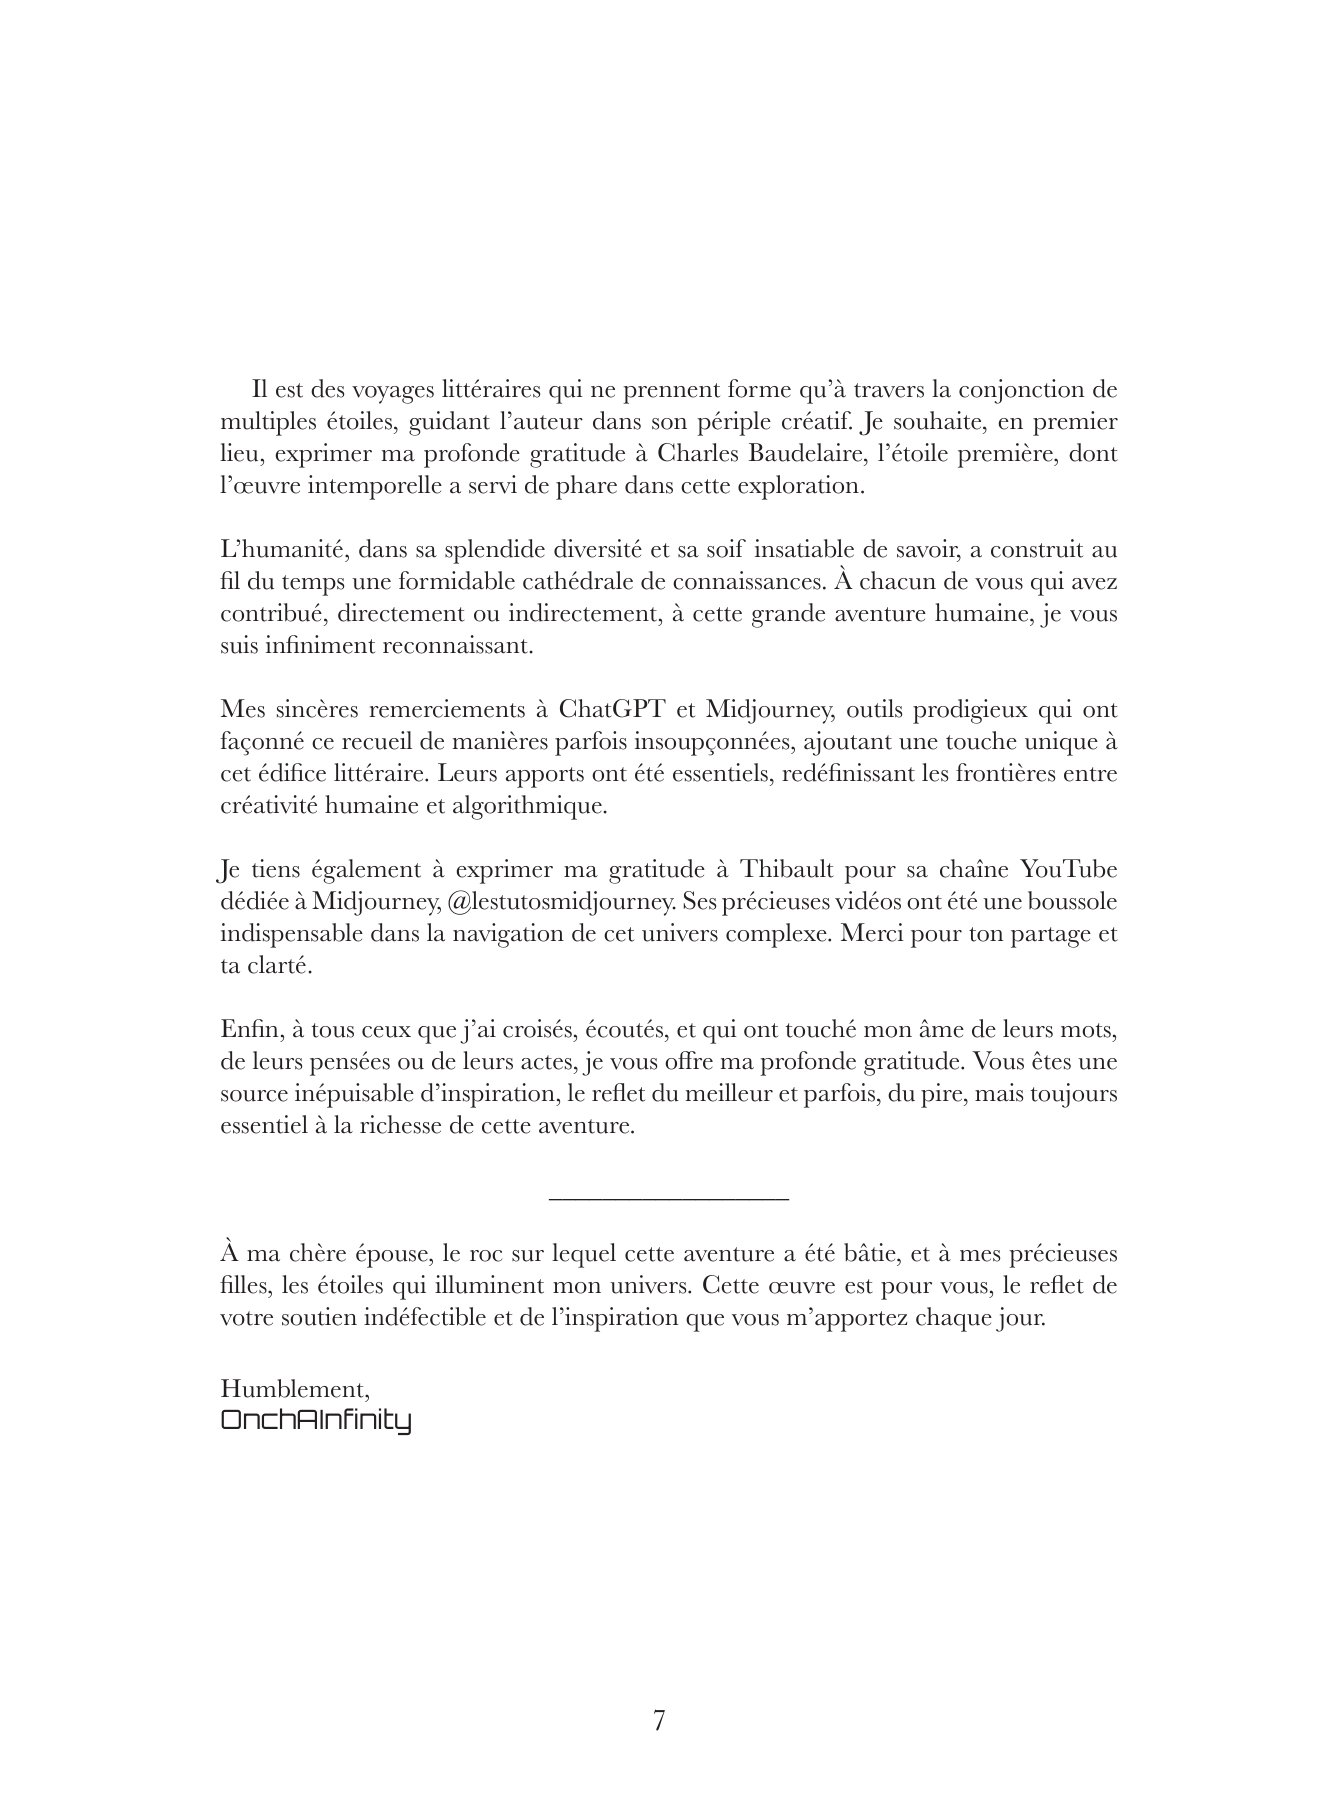 Il est des voyages littéraires qui ne prennent forme qu’à travers la conjonction de
multiples étoiles, guidant l’auteur dans son périple créatif. Je souhaite, en premier
lieu, exprimer ma profonde gratitude à Charles Baudelaire, l’étoile première, dont
l’œuvre intemporelle a servi de phare dans cette exploration.
L’humanité, dans sa splendide diversité et sa soif insatiable de savoir, a construit au
fil du temps une formidable cathédrale de connaissances. À chacun de vous qui avez
contribué, directement ou indirectement, à cette grande aventure humaine, je vous
suis infiniment reconnaissant.
Mes sincères remerciements à ChatGPT et Midjourney, outils prodigieux qui ont
façonné ce recueil de manières parfois insoupçonnées, ajoutant une touche unique à
cet édifice littéraire. Leurs apports ont été essentiels, redéfinissant les frontières entre
créativité humaine et algorithmique.
Je tiens également à exprimer ma gratitude à Thibault pour sa chaîne YouTube
dédiée à Midjourney, @lestutosmidjourney. Ses précieuses vidéos ont été une boussole
indispensable dans la navigation de cet univers complexe. Merci pour ton partage et
ta clarté.
Enfin, à tous ceux que j’ai croisés, écoutés, et qui ont touché mon âme de leurs mots,
de leurs pensées ou de leurs actes, je vous offre ma profonde gratitude. Vous êtes une
source inépuisable d’inspiration, le reflet du meilleur et parfois, du pire, mais toujours
essentiel à la richesse de cette aventure.
À ma chère épouse, le roc sur lequel cette aventure a été bâtie, et à mes précieuses
filles, les étoiles qui illuminent mon univers. Cette œuvre est pour vous, le reflet de
votre soutien indéfectible et de l’inspiration que vous m’apportez chaque jour.
Humblement,
OnchAInfinity
7